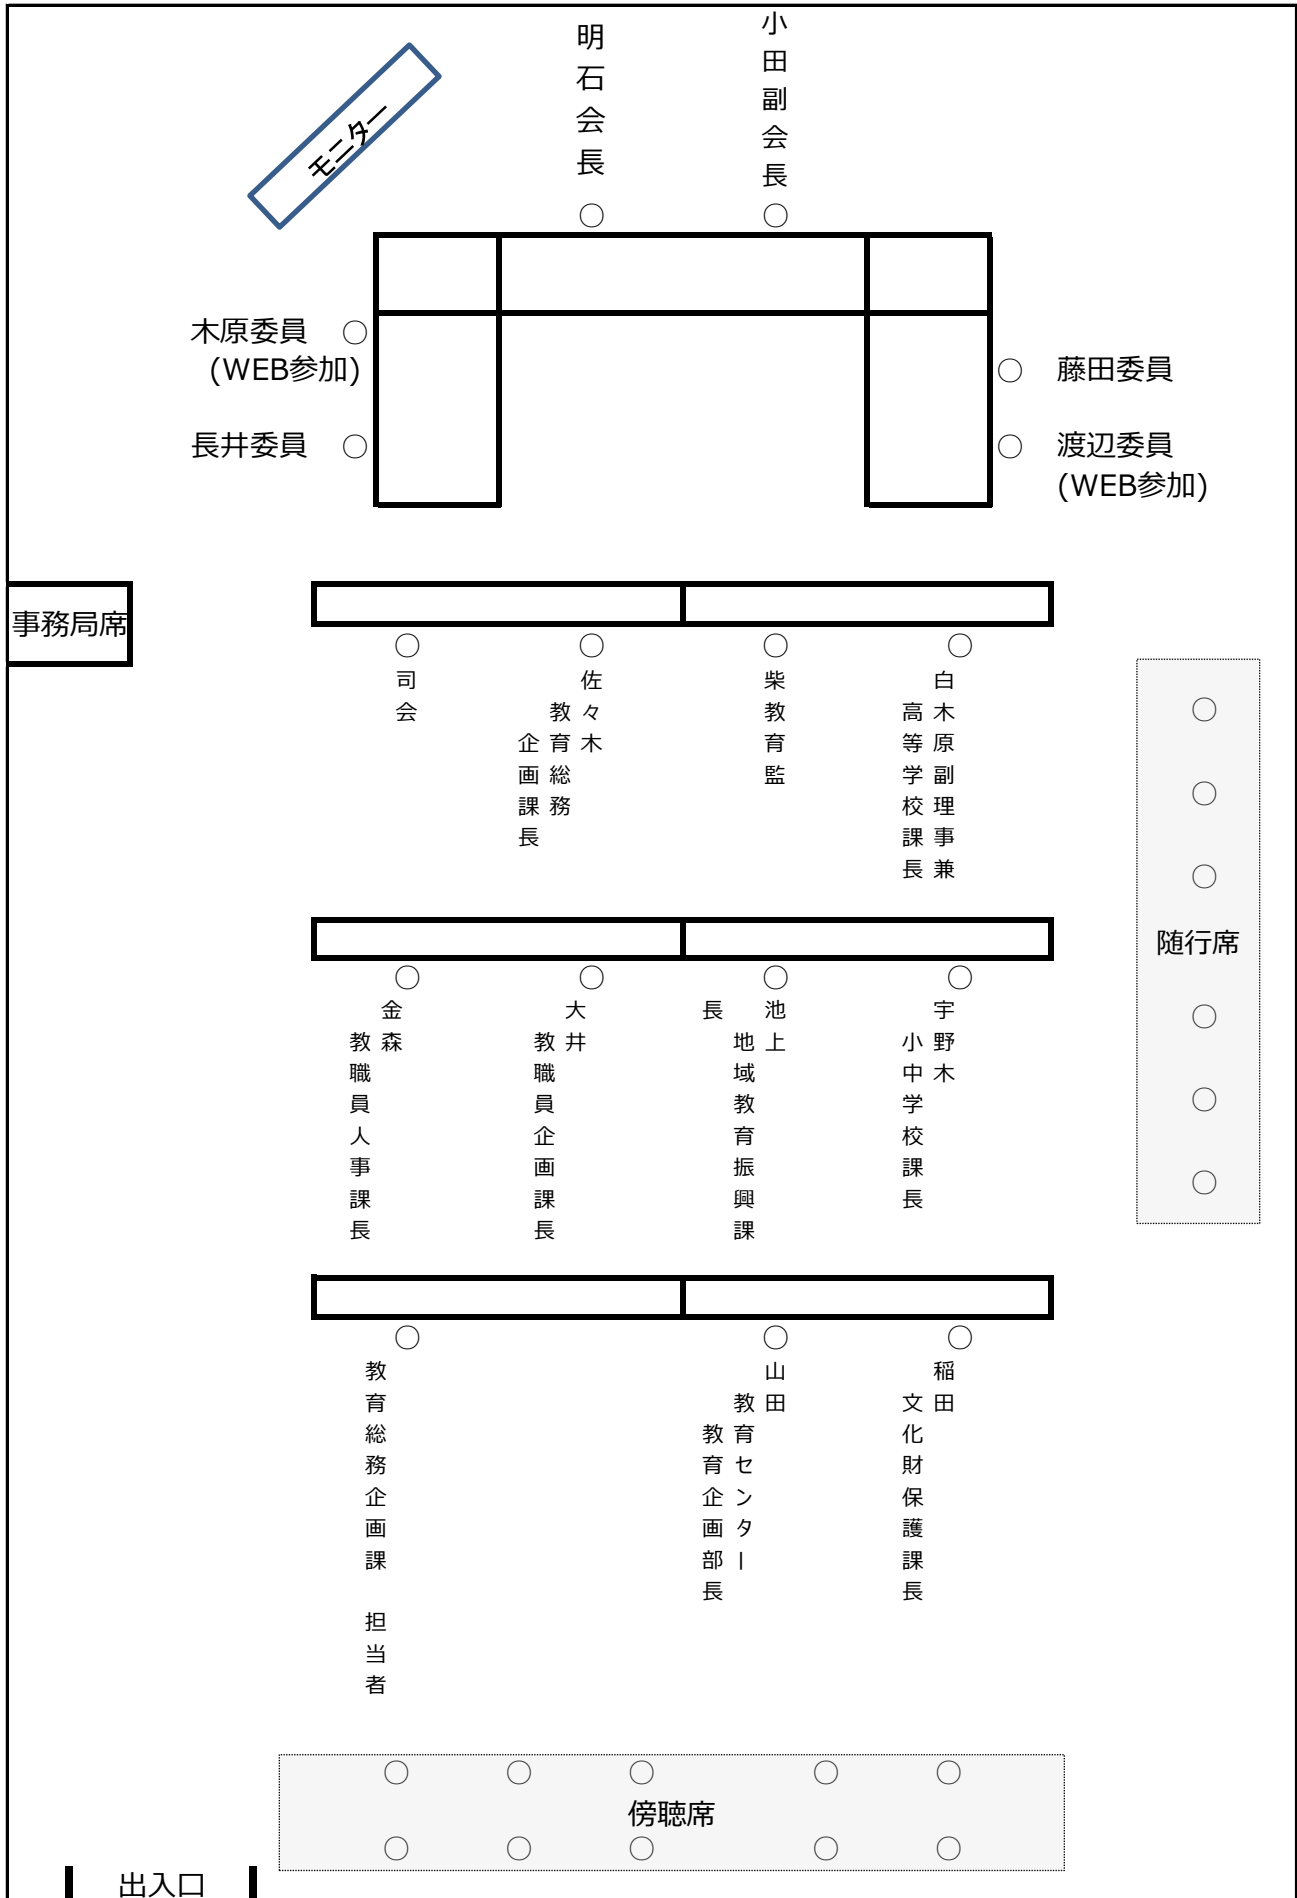 明石会長
小田副会長
モニター
木原委員
(WEB参加)
藤田委員
長井委員
渡辺委員
(WEB参加)
事務局席
司会
佐々木
教育総務
企画課長
柴教育監
白木原副理事兼
高等学校課長
随行席
金森
教職員人事課長
大井
教職員企画課長
池上
地域教育振興課
長
宇野木
小中学校課長
教育総務企画課　担当者
山田
教育センター
教育企画部長
稲田
文化財保護課長
傍聴席
出入口